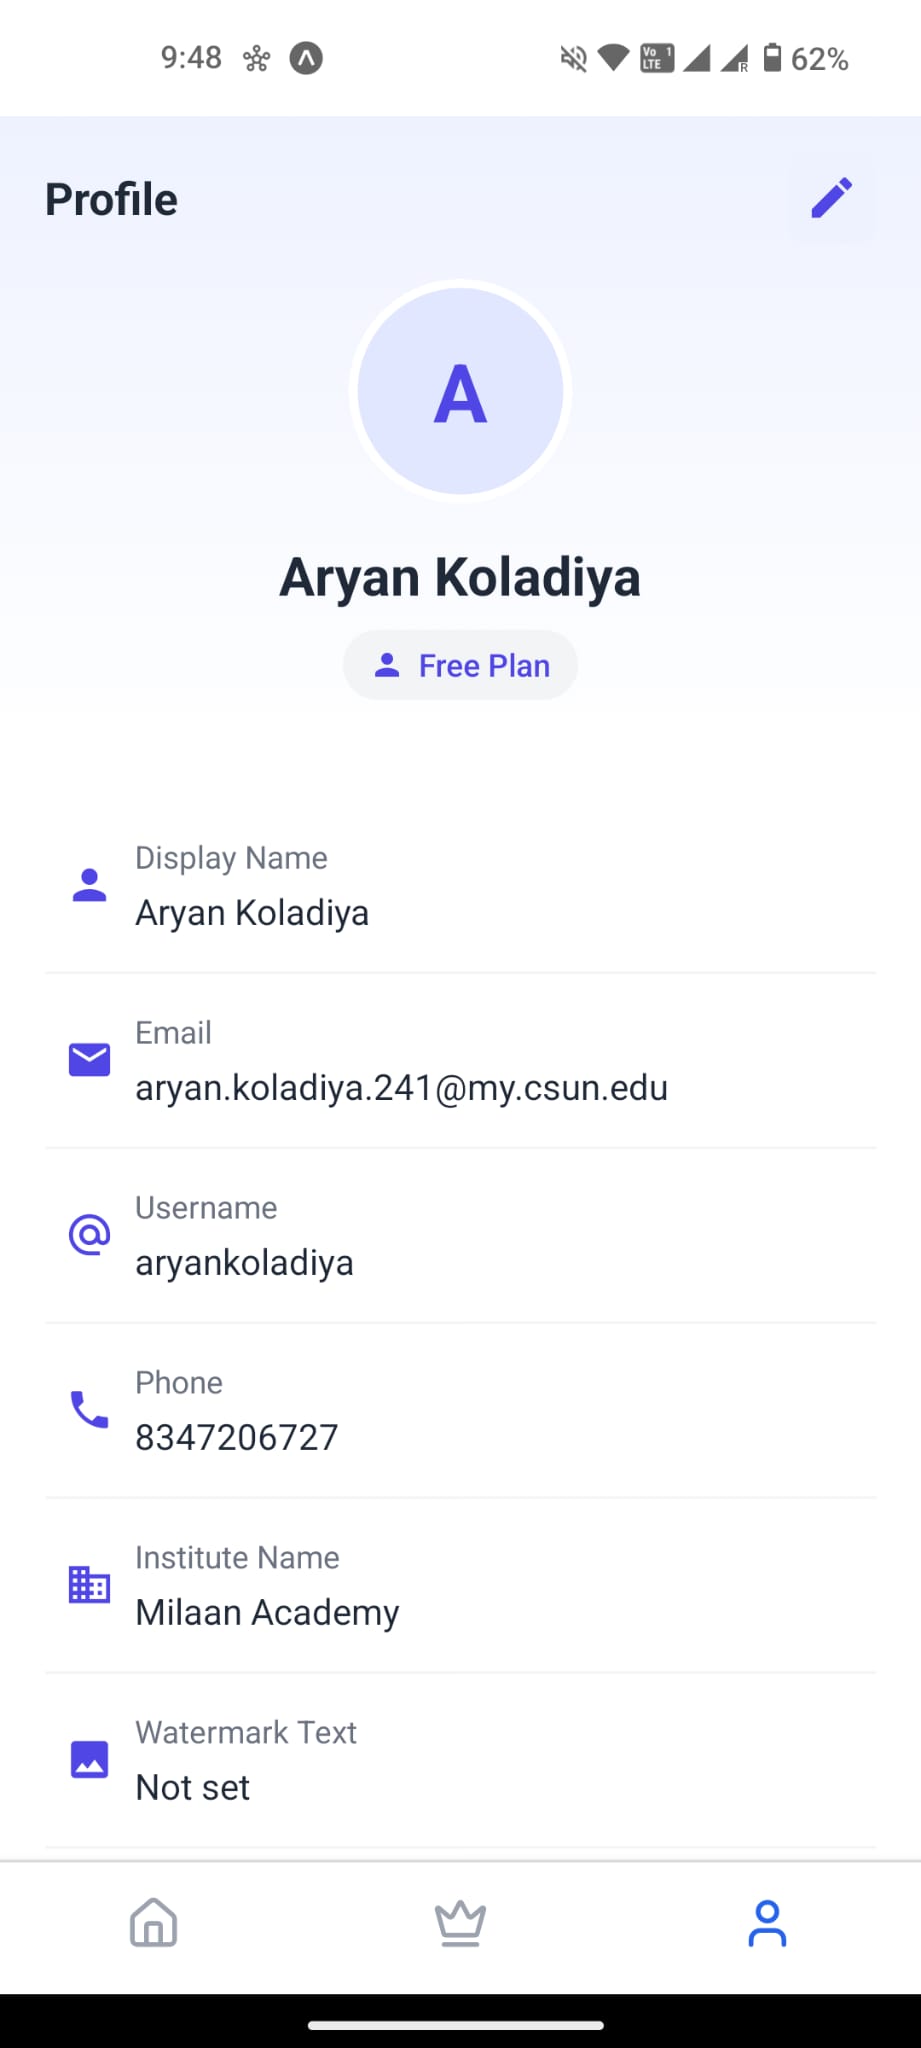 9:48
Vo 1
LTE
R
62%
Profile
A
Aryan Koladiya
Free Plan
Display Name
Aryan Koladiya
Email
aryan.koladiya.241@my.csun.edu
Username
aryankoladiya
Phone
8347206727
Institute Name
Milaan Academy
Watermark Text
Not set